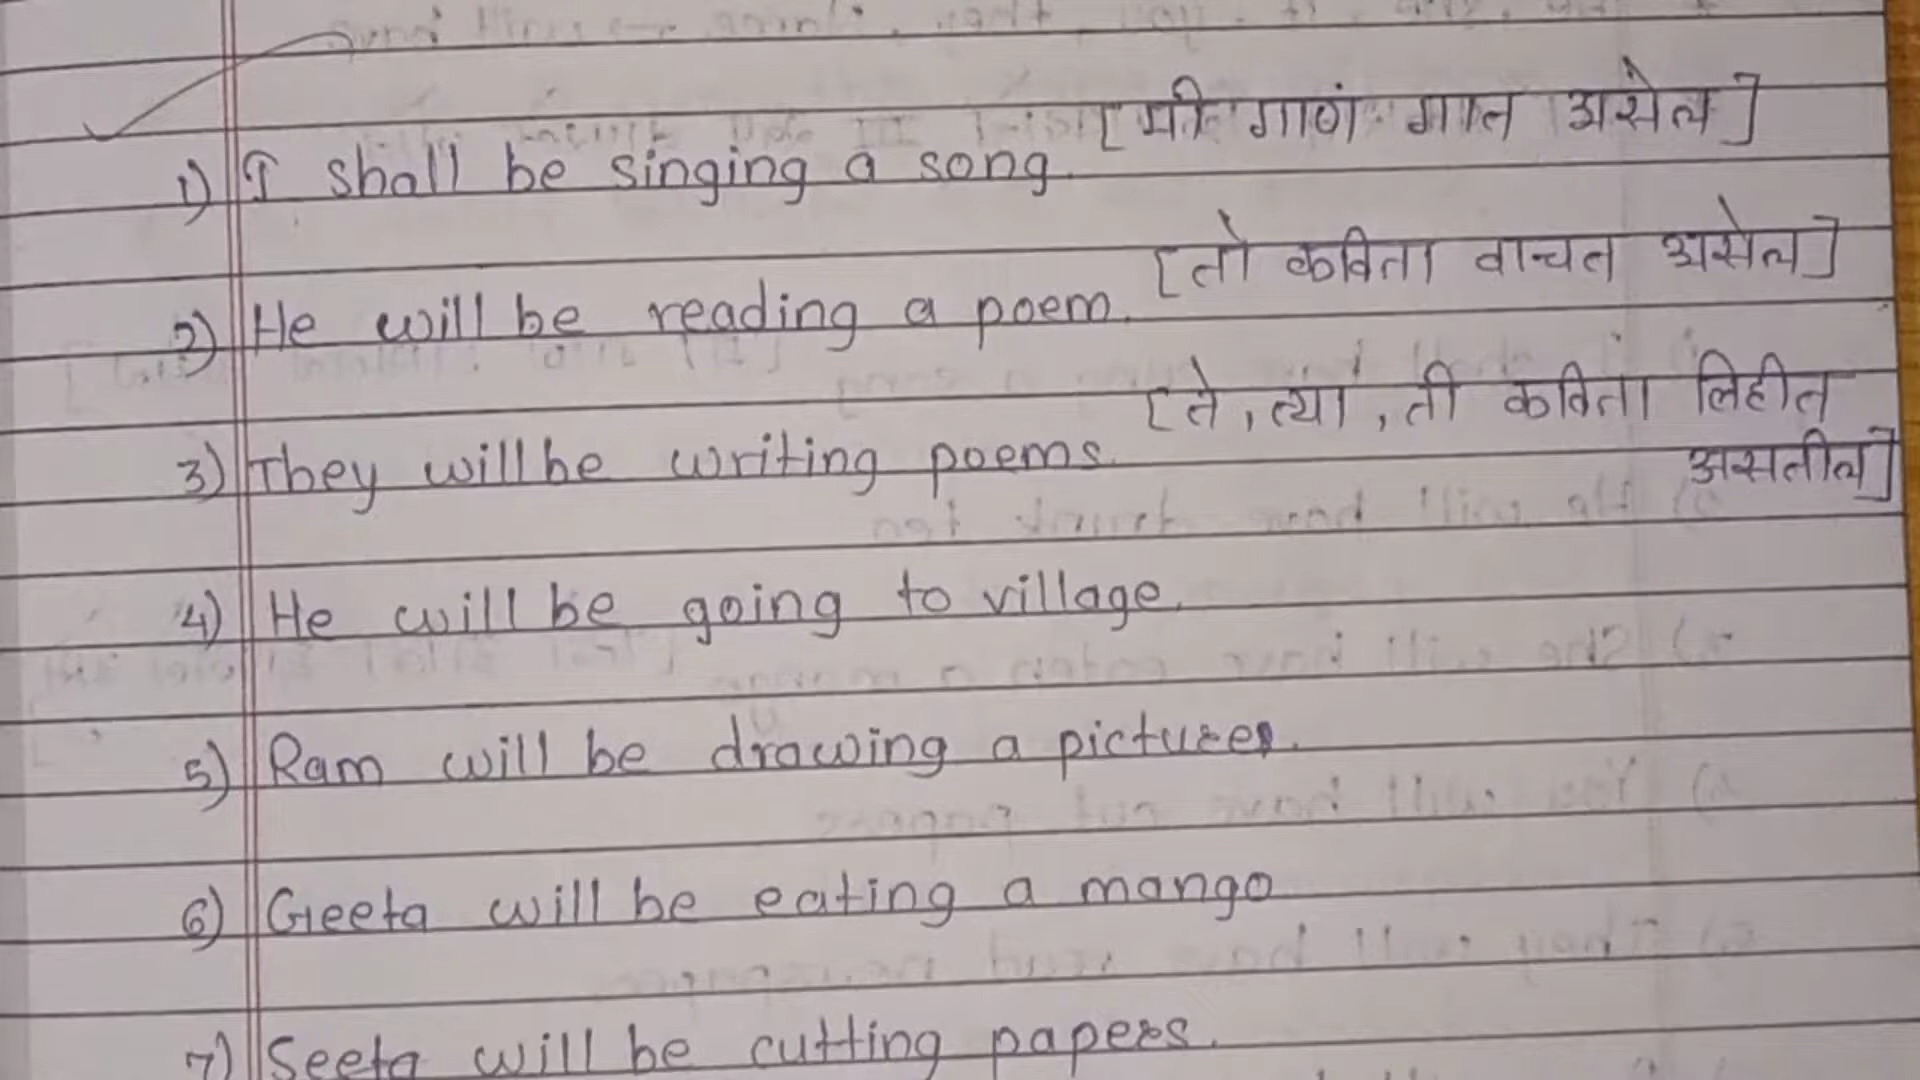 [मी गाणं गात असेल]
1) I shall be singing a song.
[तो कविता वाचत असेल]
2) He will be reading a poem.
[ते, त्या, ती कविता लिहीत
3) They will be writing poems.
असतील]
4) He will be going to village.
5) Ram will be drawing a picture.
6) Geeta will be eating a mango
7) Seeta will be cutting papers.